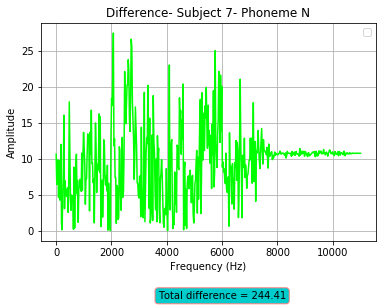 Difference- Subject 7- Phoneme N
Amplitude
25
20
15
10
5
0
0 2000 4000 6000 8000 10000
Frequency (Hz)
Total difference = 244.41